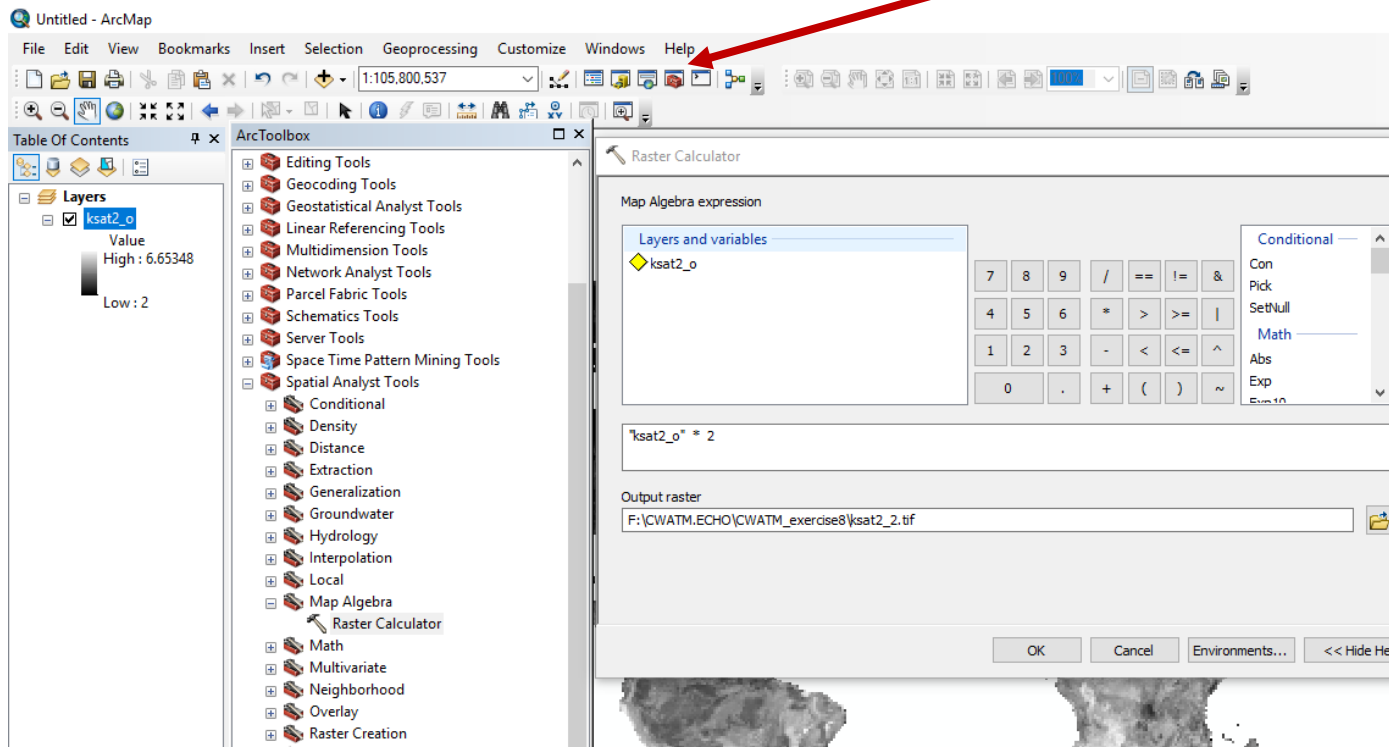 Untitled - ArcMap
File Edit View Bookmarks Insert Selection Geoprocessing Customize Windows Help
1:105,800,537
100%
Table Of Contents
Layers
ksat2_o
Value
High : 6.65348
Low : 2
ArcToolbox
Editing Tools
Geocoding Tools
Geostatistical Analyst Tools
Linear Referencing Tools
Multidimension Tools
Network Analyst Tools
Parcel Fabric Tools
Schematics Tools
Server Tools
Space Time Pattern Mining Tools
Spatial Analyst Tools
Conditional
Density
Distance
Extraction
Generalization
Groundwater
Hydrology
Interpolation
Local
Map Algebra
Raster Calculator
Math
Multivariate
Neighborhood
Overlay
Raster Creation
Raster Calculator
Map Algebra expression
Layers and variables
ksat2_o
7 8 9 / == != &
4 5 6 * > >= |
1 2 3 - < <= ^
0 . + ( ) ~
Conditional
Con
Pick
SetNull
Math
Abs
Exp
Exp10
"ksat2_o" * 2
Output raster
F:\CWATM.ECHO\CWATM_exercise8\ksat2_2.tif
OK Cancel Environments... << Hide He